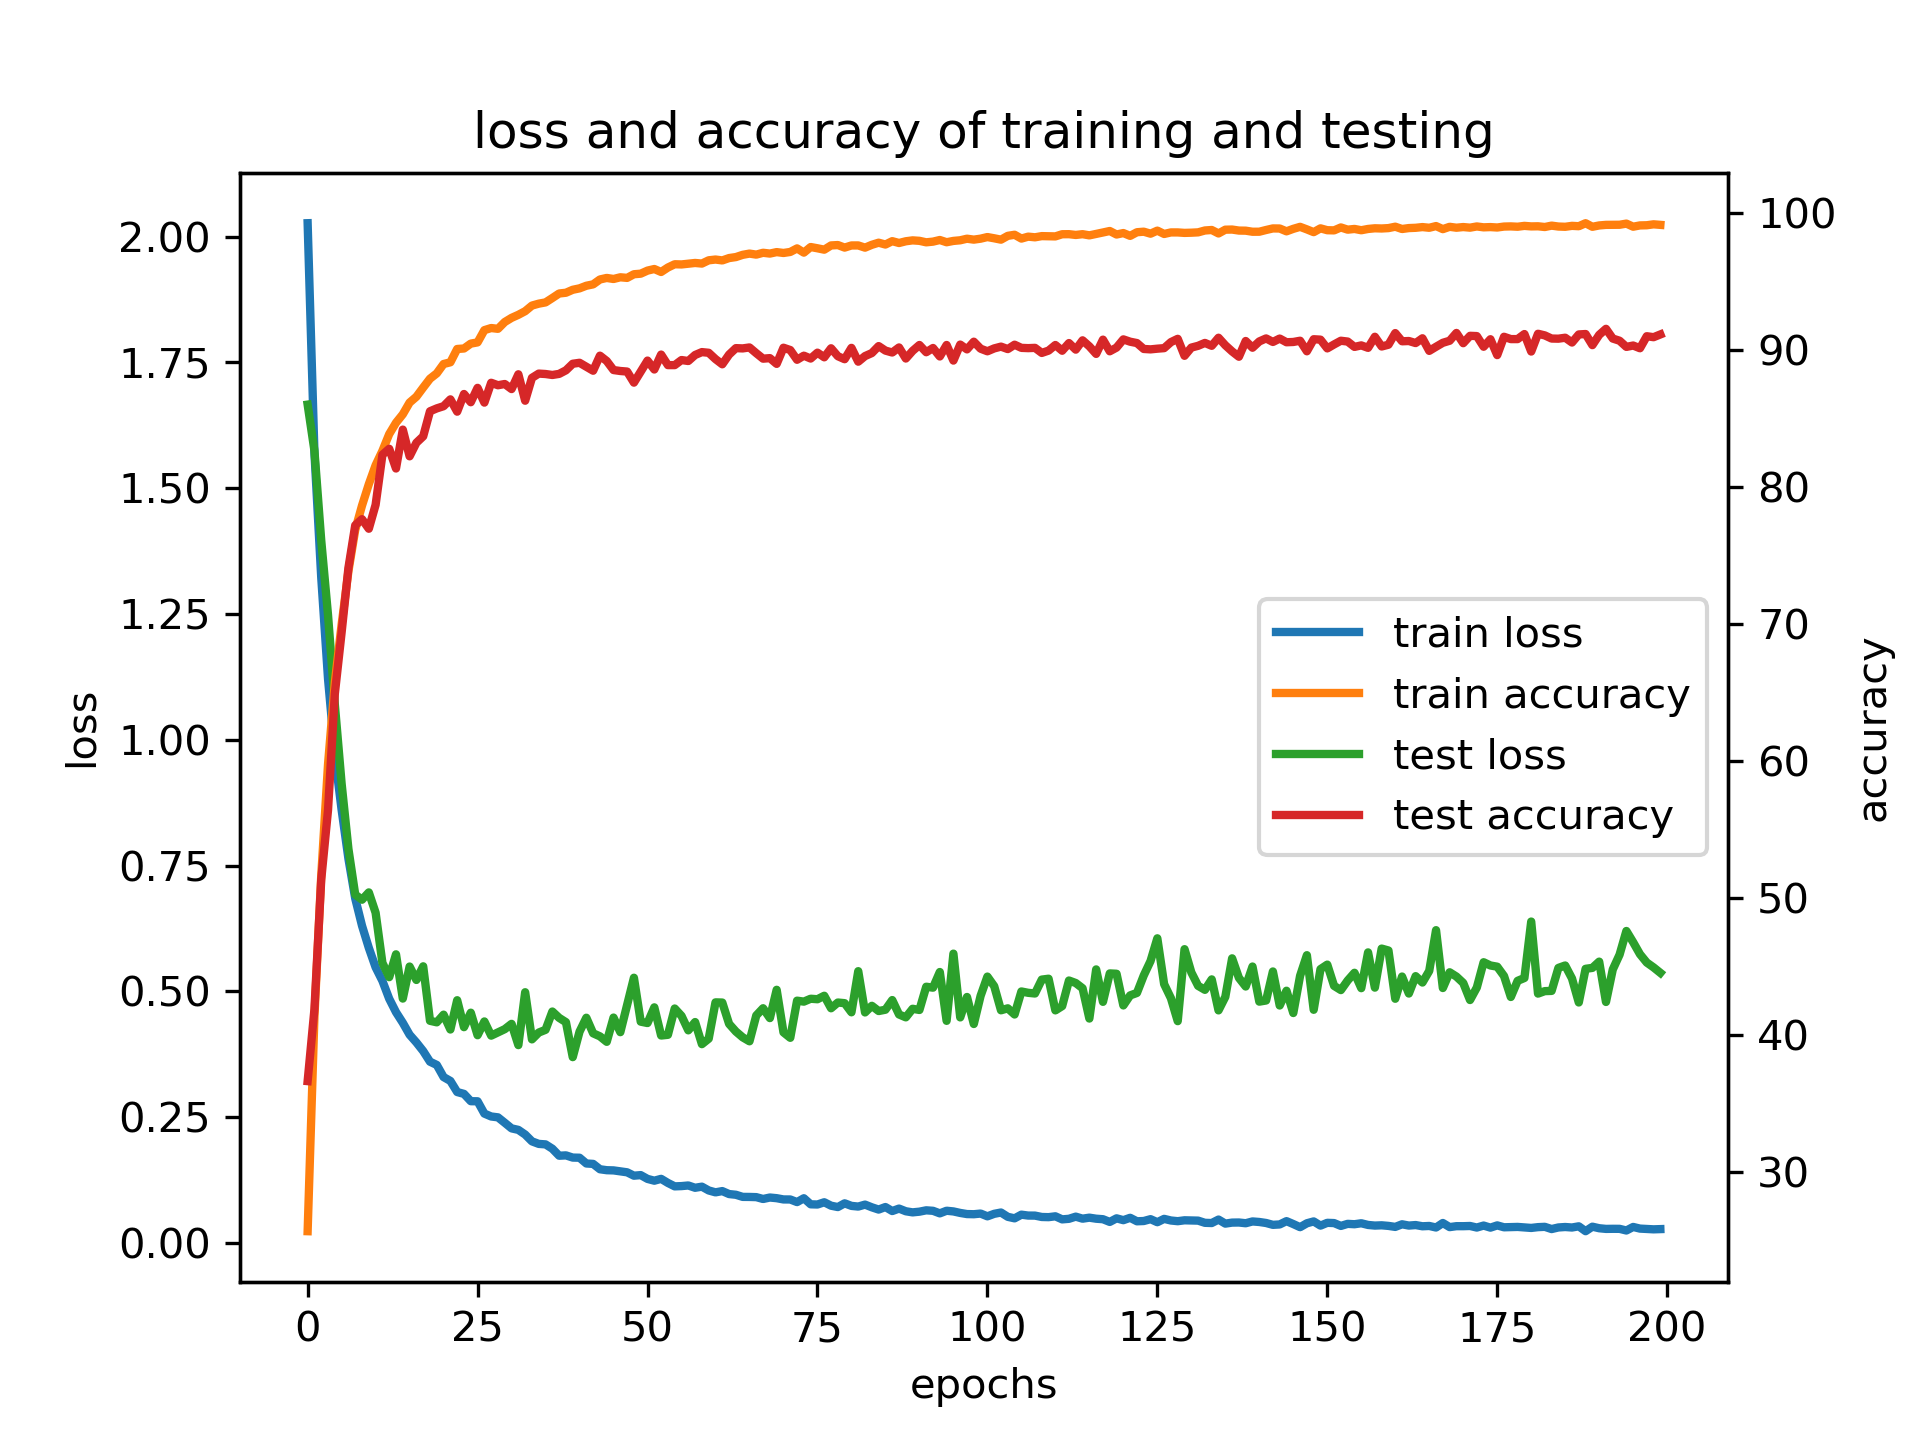 loss and accuracy of training and testing
2.00
1.75
1.50
1.25
1.00
0.75
0.50
0.25
0.00
loss
100
90
80
70
60
50
40
30
accuracy
train loss
train accuracy
test loss
test accuracy
0 25 50 75 100 125 150 175 200
epochs